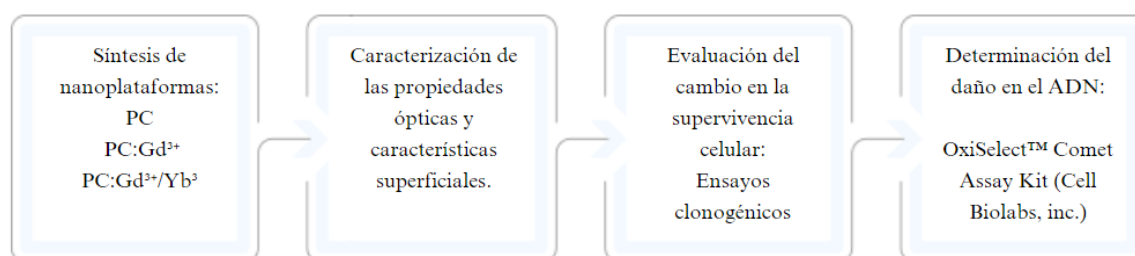 Síntesis de
nanoplataformas:
PC
PC:Gd³⁺
PC:Gd³⁺/Yb³
Caracterización de
las propiedades
ópticas y
características
superficiales.
Evaluación del
cambio en la
supervivencia
celular:
Ensayos
clonogénicos
Determinación del
daño en el ADN:
OxiSelect™ Comet
Assay Kit (Cell
Biolabs, inc.)